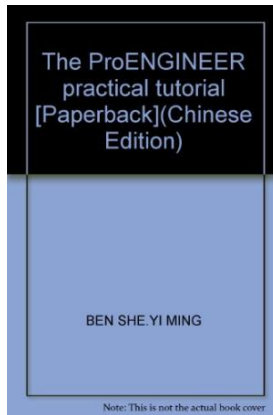 The ProENGINEER
practical tutorial
[Paperback](Chinese
Edition)
BEN SHE.YI MING
Note: This is not the actual book cover